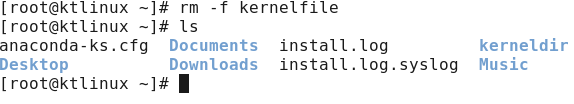 [root@ktlinux ~]# rm -f kernelfile
[root@ktlinux ~]# ls
anaconda-ks.cfg  Documents  install.log         kerneldir
Desktop          Downloads  install.log.syslog  Music
[root@ktlinux ~]#